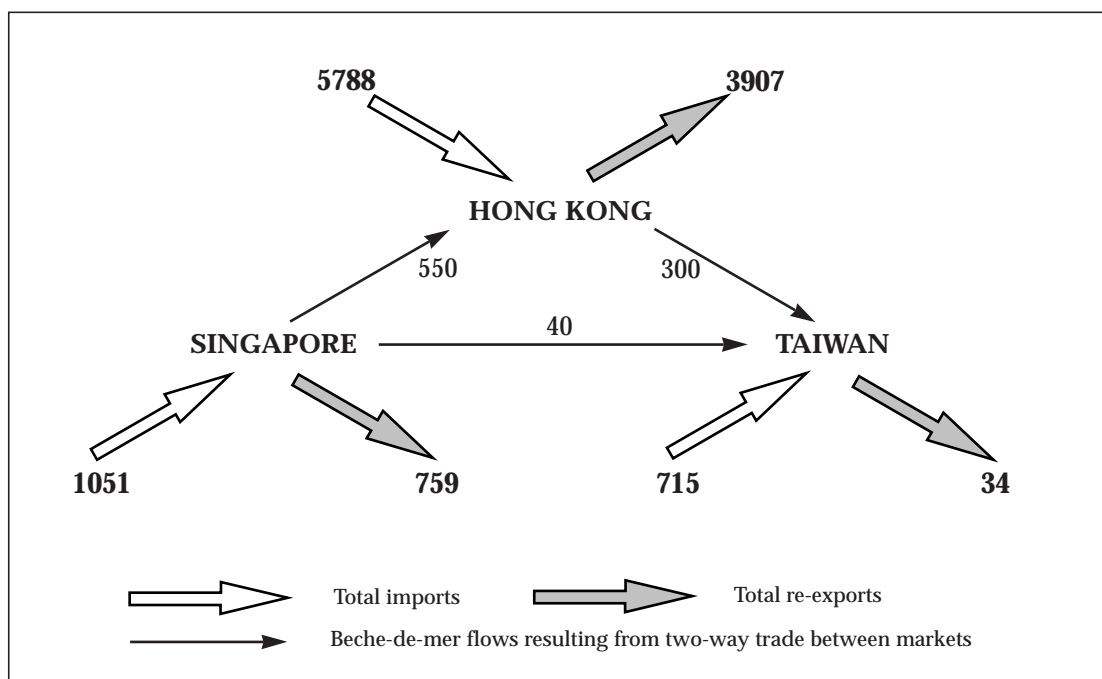 5788
3907
HONG KONG
550
300
40
SINGAPORE
TAIWAN
1051
759
715
34
Total imports
Total re-exports
Beche-de-mer flows resulting from two-way trade between markets